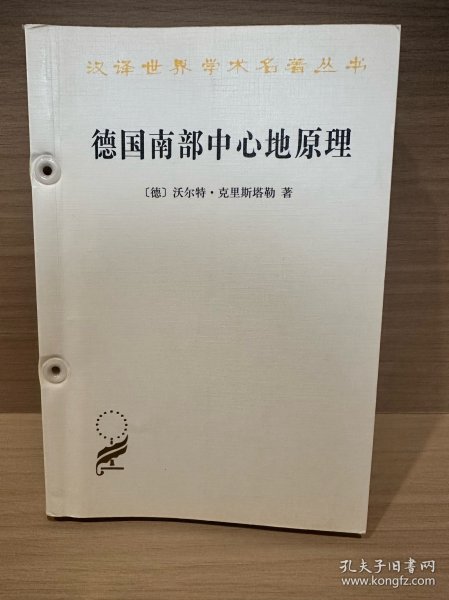 汉译世界学术名著丛书
德国南部中心地原理
〔德〕沃尔特·克里斯塔勒 著
孔夫子旧书网
www.kongfz.com